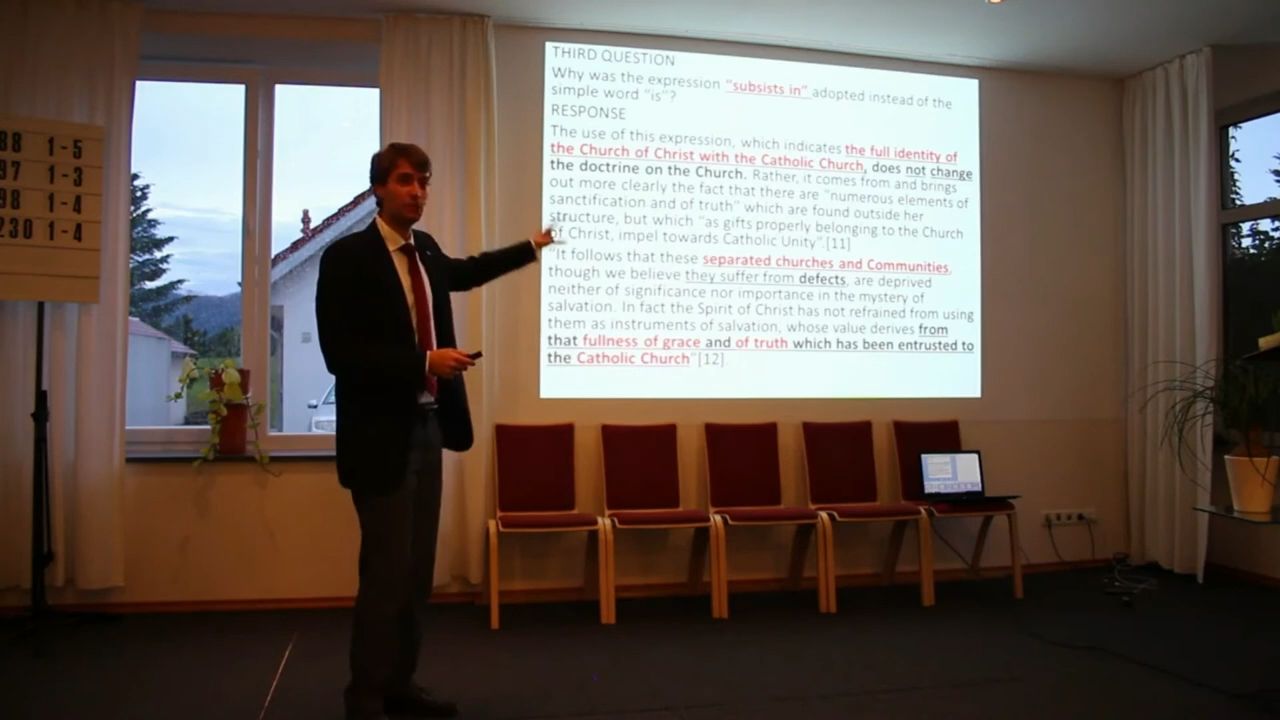 88 1-5
97 1-3
98 1-4
230 1-4
THIRD QUESTION
Why was the expression “subsists in” adopted instead of the
simple word “is”?
RESPONSE
The use of this expression, which indicates the full identity of
the Church of Christ with the Catholic Church, does not change
the doctrine on the Church. Rather, it comes from and brings
out more clearly the fact that there are “numerous elements of
sanctification and of truth” which are found outside her
structure, but which “as gifts properly belonging to the Church
of Christ, impel towards Catholic Unity”.[11]
“It follows that these separated churches and Communities,
though we believe they suffer from defects, are deprived
neither of significance nor importance in the mystery of
salvation. In fact the Spirit of Christ has not refrained from using
them as instruments of salvation, whose value derives from
that fullness of grace and of truth which has been entrusted to
the Catholic Church”[12]